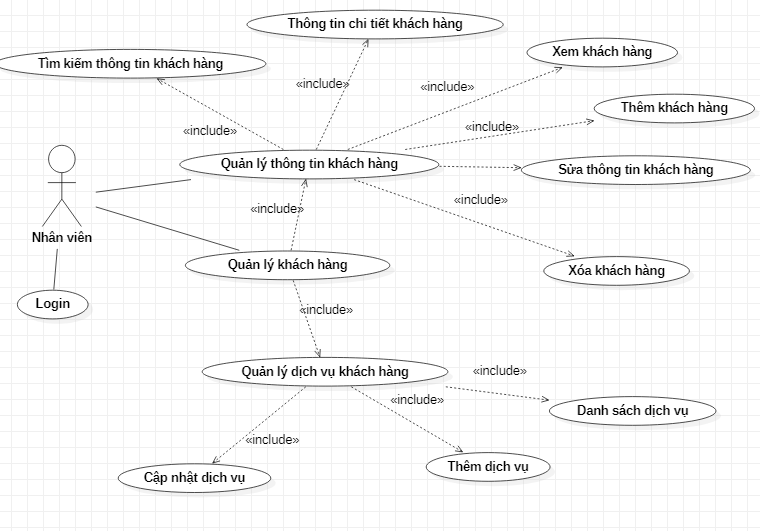 Thông tin chi tiết khách hàng
Tìm kiếm thông tin khách hàng
Xem khách hàng
«include»
«include»
Thêm khách hàng
«include»
«include»
Quản lý thông tin khách hàng
Sửa thông tin khách hàng
«include»
«include»
Nhân viên
Quản lý khách hàng
Xóa khách hàng
Login
«include»
Quản lý dịch vụ khách hàng
«include»
«include»
Danh sách dịch vụ
«include»
Thêm dịch vụ
Cập nhật dịch vụ